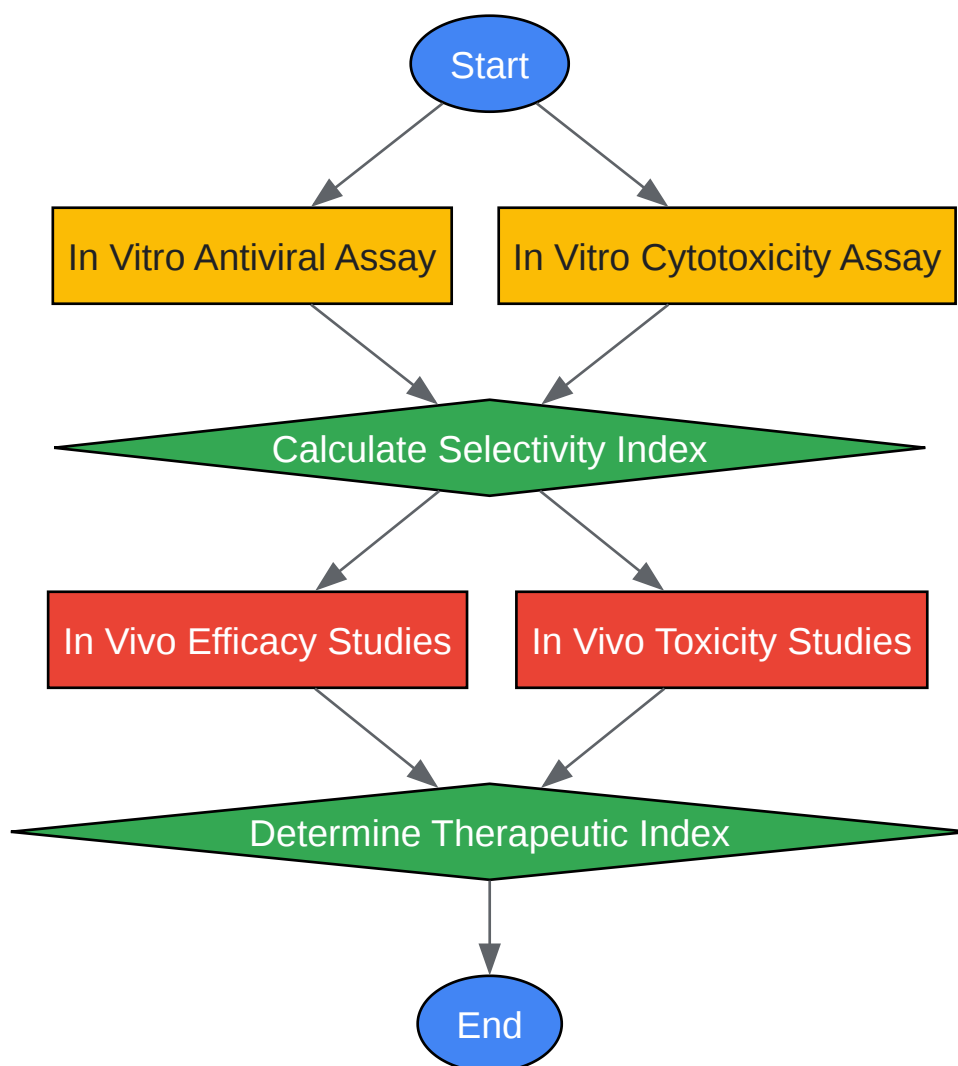 Start
In Vitro Antiviral Assay
In Vitro Cytotoxicity Assay
Calculate Selectivity Index
In Vivo Efficacy Studies
In Vivo Toxicity Studies
Determine Therapeutic Index
End